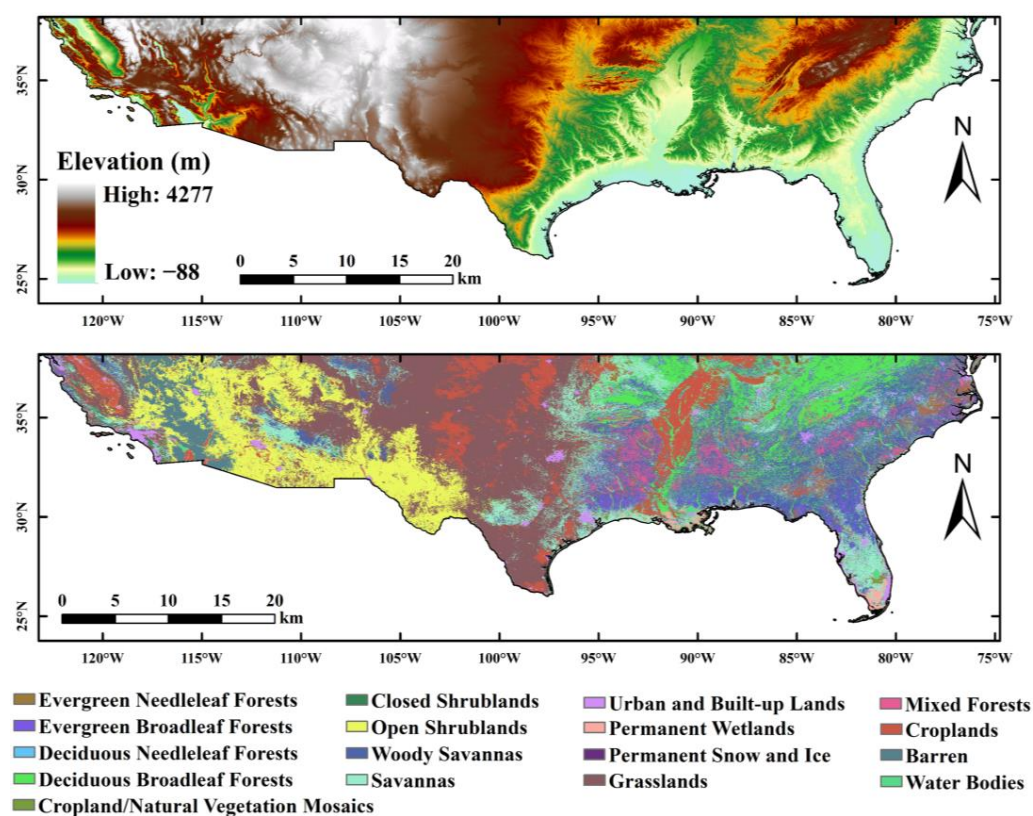 35°N
30°N
25°N
Elevation (m)
High: 4277
Low: −88
N
0 5 10 15 20
km
120°W 115°W 110°W 105°W 100°W 95°W 90°W 85°W 80°W 75°W
35°N
30°N
25°N
N
0 5 10 15 20
km
120°W 115°W 110°W 105°W 100°W 95°W 90°W 85°W 80°W 75°W
Evergreen Needleleaf Forests
Evergreen Broadleaf Forests
Deciduous Needleleaf Forests
Deciduous Broadleaf Forests
Cropland/Natural Vegetation Mosaics
Closed Shrublands
Open Shrublands
Woody Savannas
Savannas
Urban and Built-up Lands
Permanent Wetlands
Permanent Snow and Ice
Grasslands
Mixed Forests
Croplands
Barren
Water Bodies